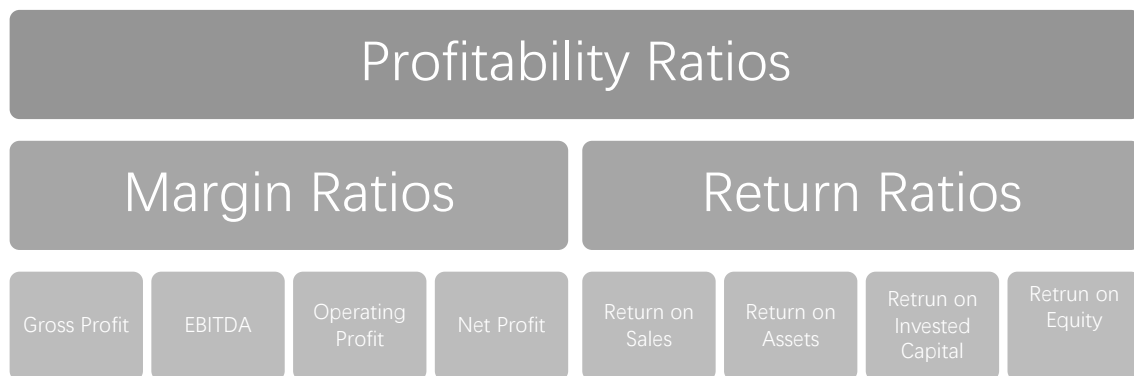 Profitability Ratios
Margin Ratios
Return Ratios
Gross Profit
EBITDA
Operating
Profit
Net Profit
Return on
Sales
Return on
Assets
Retrun on
Invested
Capital
Retrun on
Equity